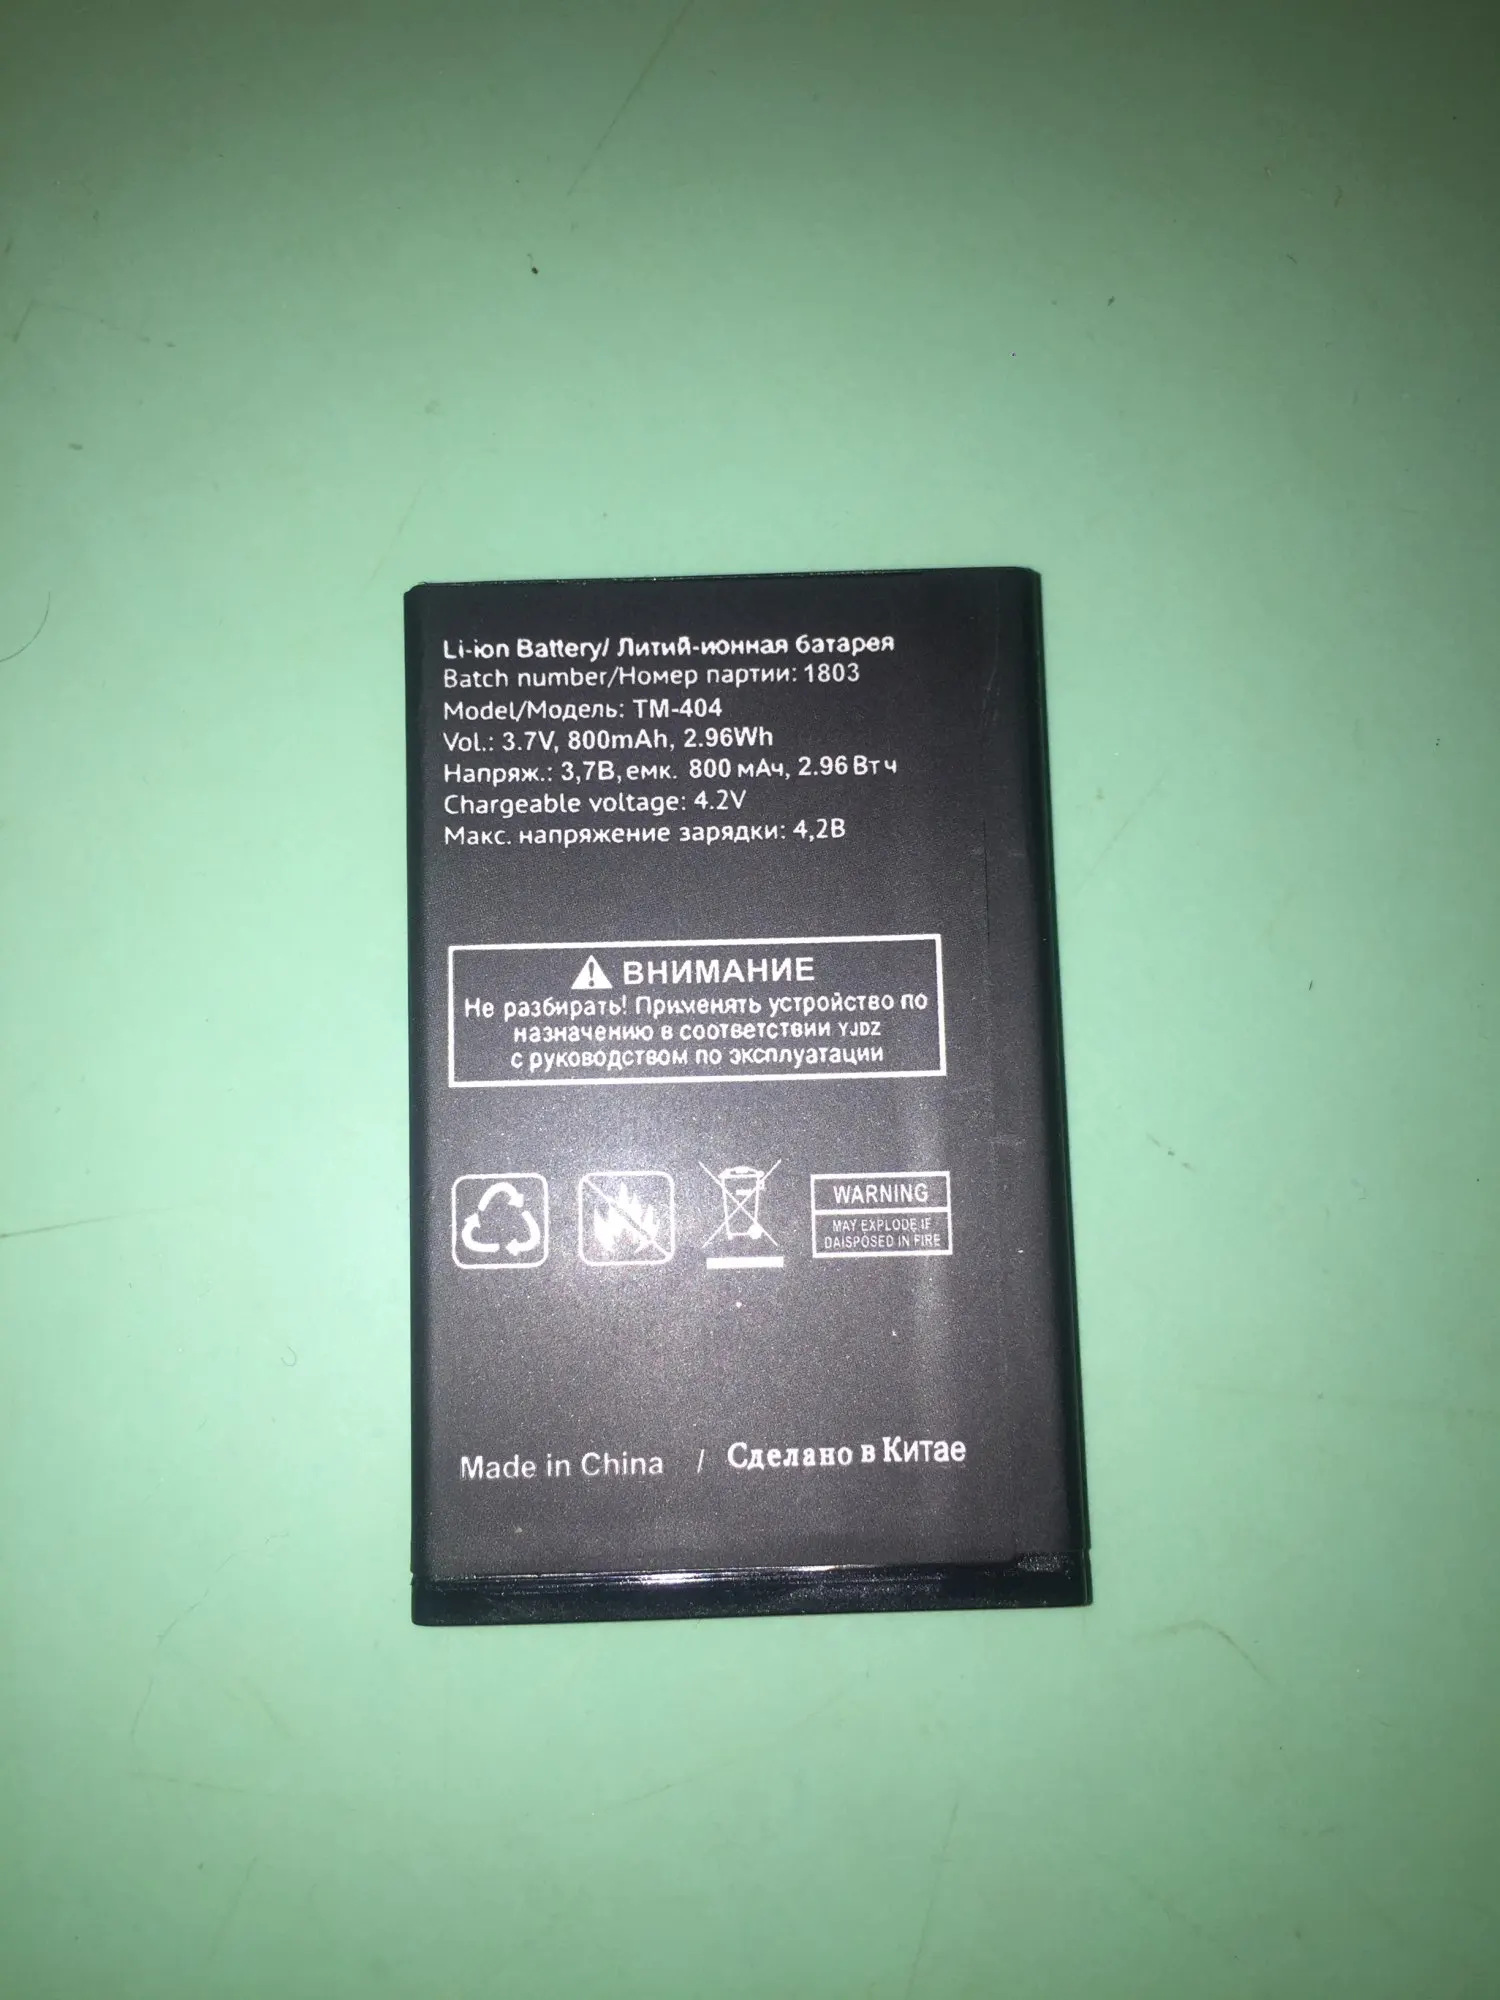 Li-ion Battery/ Литий-ионная батарея
Batch number/Номер партии: 1803
Model/Модель: TM-404
Vol.: 3.7V, 800mAh, 2.96Wh
Напряж.: 3,7В, емк. 800 мАч, 2.96 Вт ч
Chargeable voltage: 4.2V
Макс. напряжение зарядки: 4,2В
ВНИМАНИЕ
Не разбирать! Применять устройство по
назначению в соответствии YJDZ
с руководством по эксплуатации
WARNING
MAY EXPLODE IF
DAISPOSED IN FIRE
Made in China / Сделано в Китае